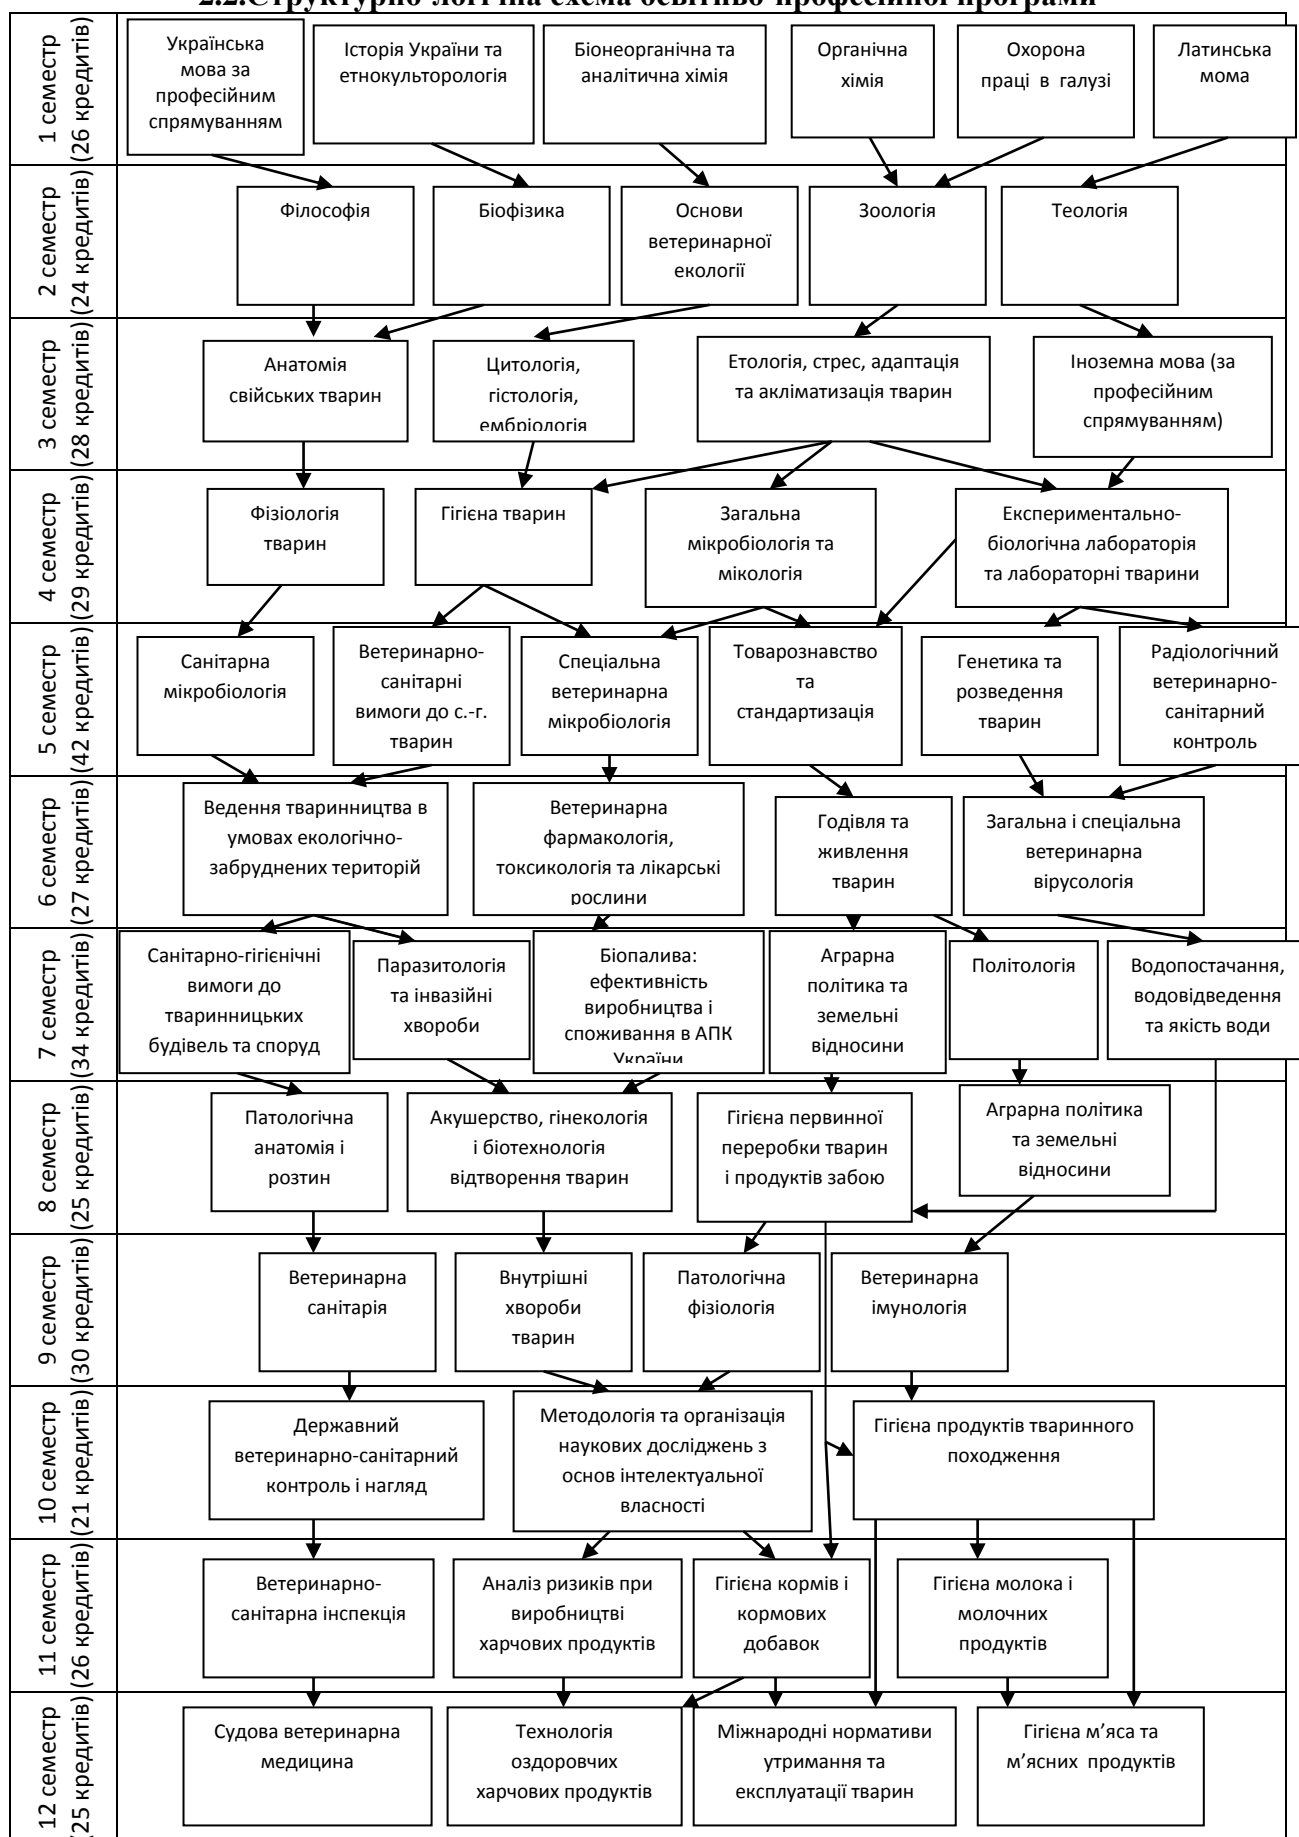 2.2.Структурно-логічна схема освітньо-професійної програми
1 семестр
(26 кредитів)
Українська
мова за
професійним
спрямуванням
Історія України та
етнокульторологія
Біонеорганічна та
аналітична хімія
Органічна
хімія
Охорона
праці в галузі
Латинська
мома
2 семестр
(24 кредитів)
Філософія
Біофізика
Основи
ветеринарної
екології
Зоологія
Теологія
3 семестр
(28 кредитів)
Анатомія
свійських тварин
Цитологія,
гістологія,
ембріологія
Етологія, стрес, адаптація
та акліматизація тварин
Іноземна мова (за
професійним
спрямуванням)
4 семестр
(29 кредитів)
Фізіологія
тварин
Гігієна тварин
Загальна
мікробіологія та
мікологія
Експериментально-
біологічна лабораторія
та лабораторні тварини
5 семестр
(42 кредитів)
Санітарна
мікробіологія
Ветеринарно-
санітарні
вимоги до с.-г.
тварин
Спеціальна
ветеринарна
мікробіологія
Товарознавство
та
стандартизація
Генетика та
розведення
тварин
Радіологічний
ветеринарно-
санітарний
контроль
6 семестр
(27 кредитів)
Ведення тваринництва в
умовах екологічно-
забруднених територій
Ветеринарна
фармакологія,
токсикологія та лікарські
рослини
Годівля та
живлення
тварин
Загальна і спеціальна
ветеринарна
вірусологія
7 семестр
(34 кредитів)
Санітарно-гігієнічні
вимоги до
тваринницьких
будівель та споруд
Паразитологія
та інвазійні
хвороби
Біопалива:
ефективність
виробництва і
споживання в АПК
України
Аграрна
політика та
земельні
відносини
Політологія
Водопостачання,
водовідведення
та якість води
8 семестр
(25 кредитів)
Патологічна
анатомія і
розтин
Акушерство, гінекологія
і біотехнологія
відтворення тварин
Гігієна первинної
переробки тварин
і продуктів забою
Аграрна політика
та земельні
відносини
9 семестр
(30 кредитів)
Ветеринарна
санітарія
Внутрішні
хвороби
тварин
Патологічна
фізіологія
Ветеринарна
імунологія
10 семестр
(21 кредитів)
Державний
ветеринарно-санітарний
контроль і нагляд
Методологія та організація
наукових досліджень з
основ інтелектуальної
власності
Гігієна продуктів тваринного
походження
11 семестр
(26 кредитів)
Ветеринарно-
санітарна інспекція
Аналіз ризиків при
виробництві
харчових продуктів
Гігієна кормів і
кормових
добавок
Гігієна молока і
молочних
продуктів
12 семестр
(25 кредитів)
Судова ветеринарна
медицина
Технологія
оздоровчих
харчових продуктів
Міжнародні нормативи
утримання та
експлуатації тварин
Гігієна м’яса та
м’ясних продуктів